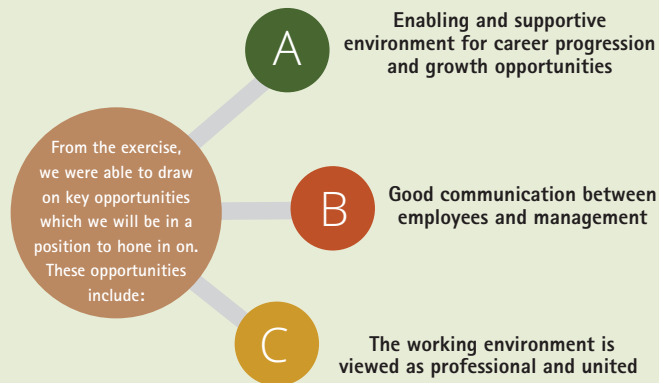 From the exercise,
we were able to draw
on key opportunities
which we will be in a
position to hone in on.
These opportunities
include:
A
Enabling and supportive
environment for career progression
and growth opportunities
B
Good communication between
employees and management
C
The working environment is
viewed as professional and united